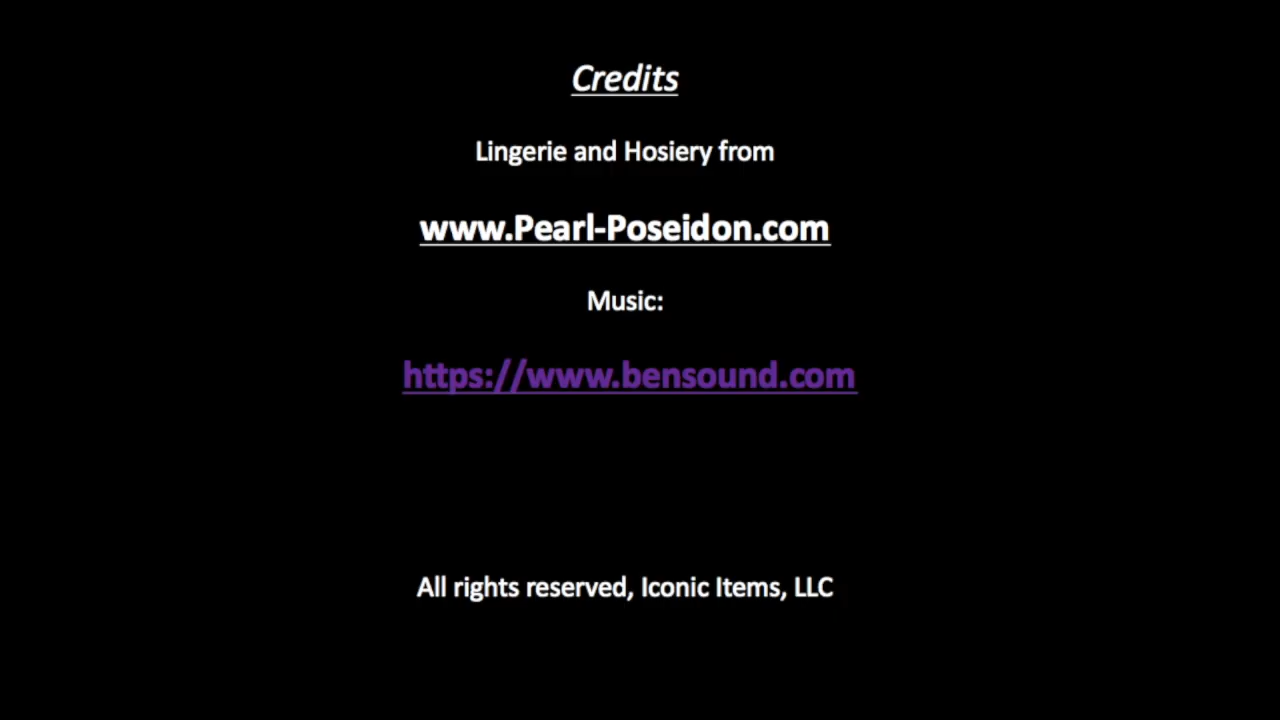 Credits
Lingerie and Hosiery from
www.Pearl-Poseidon.com
Music:
https://www.bensound.com
All rights reserved, Iconic Items, LLC